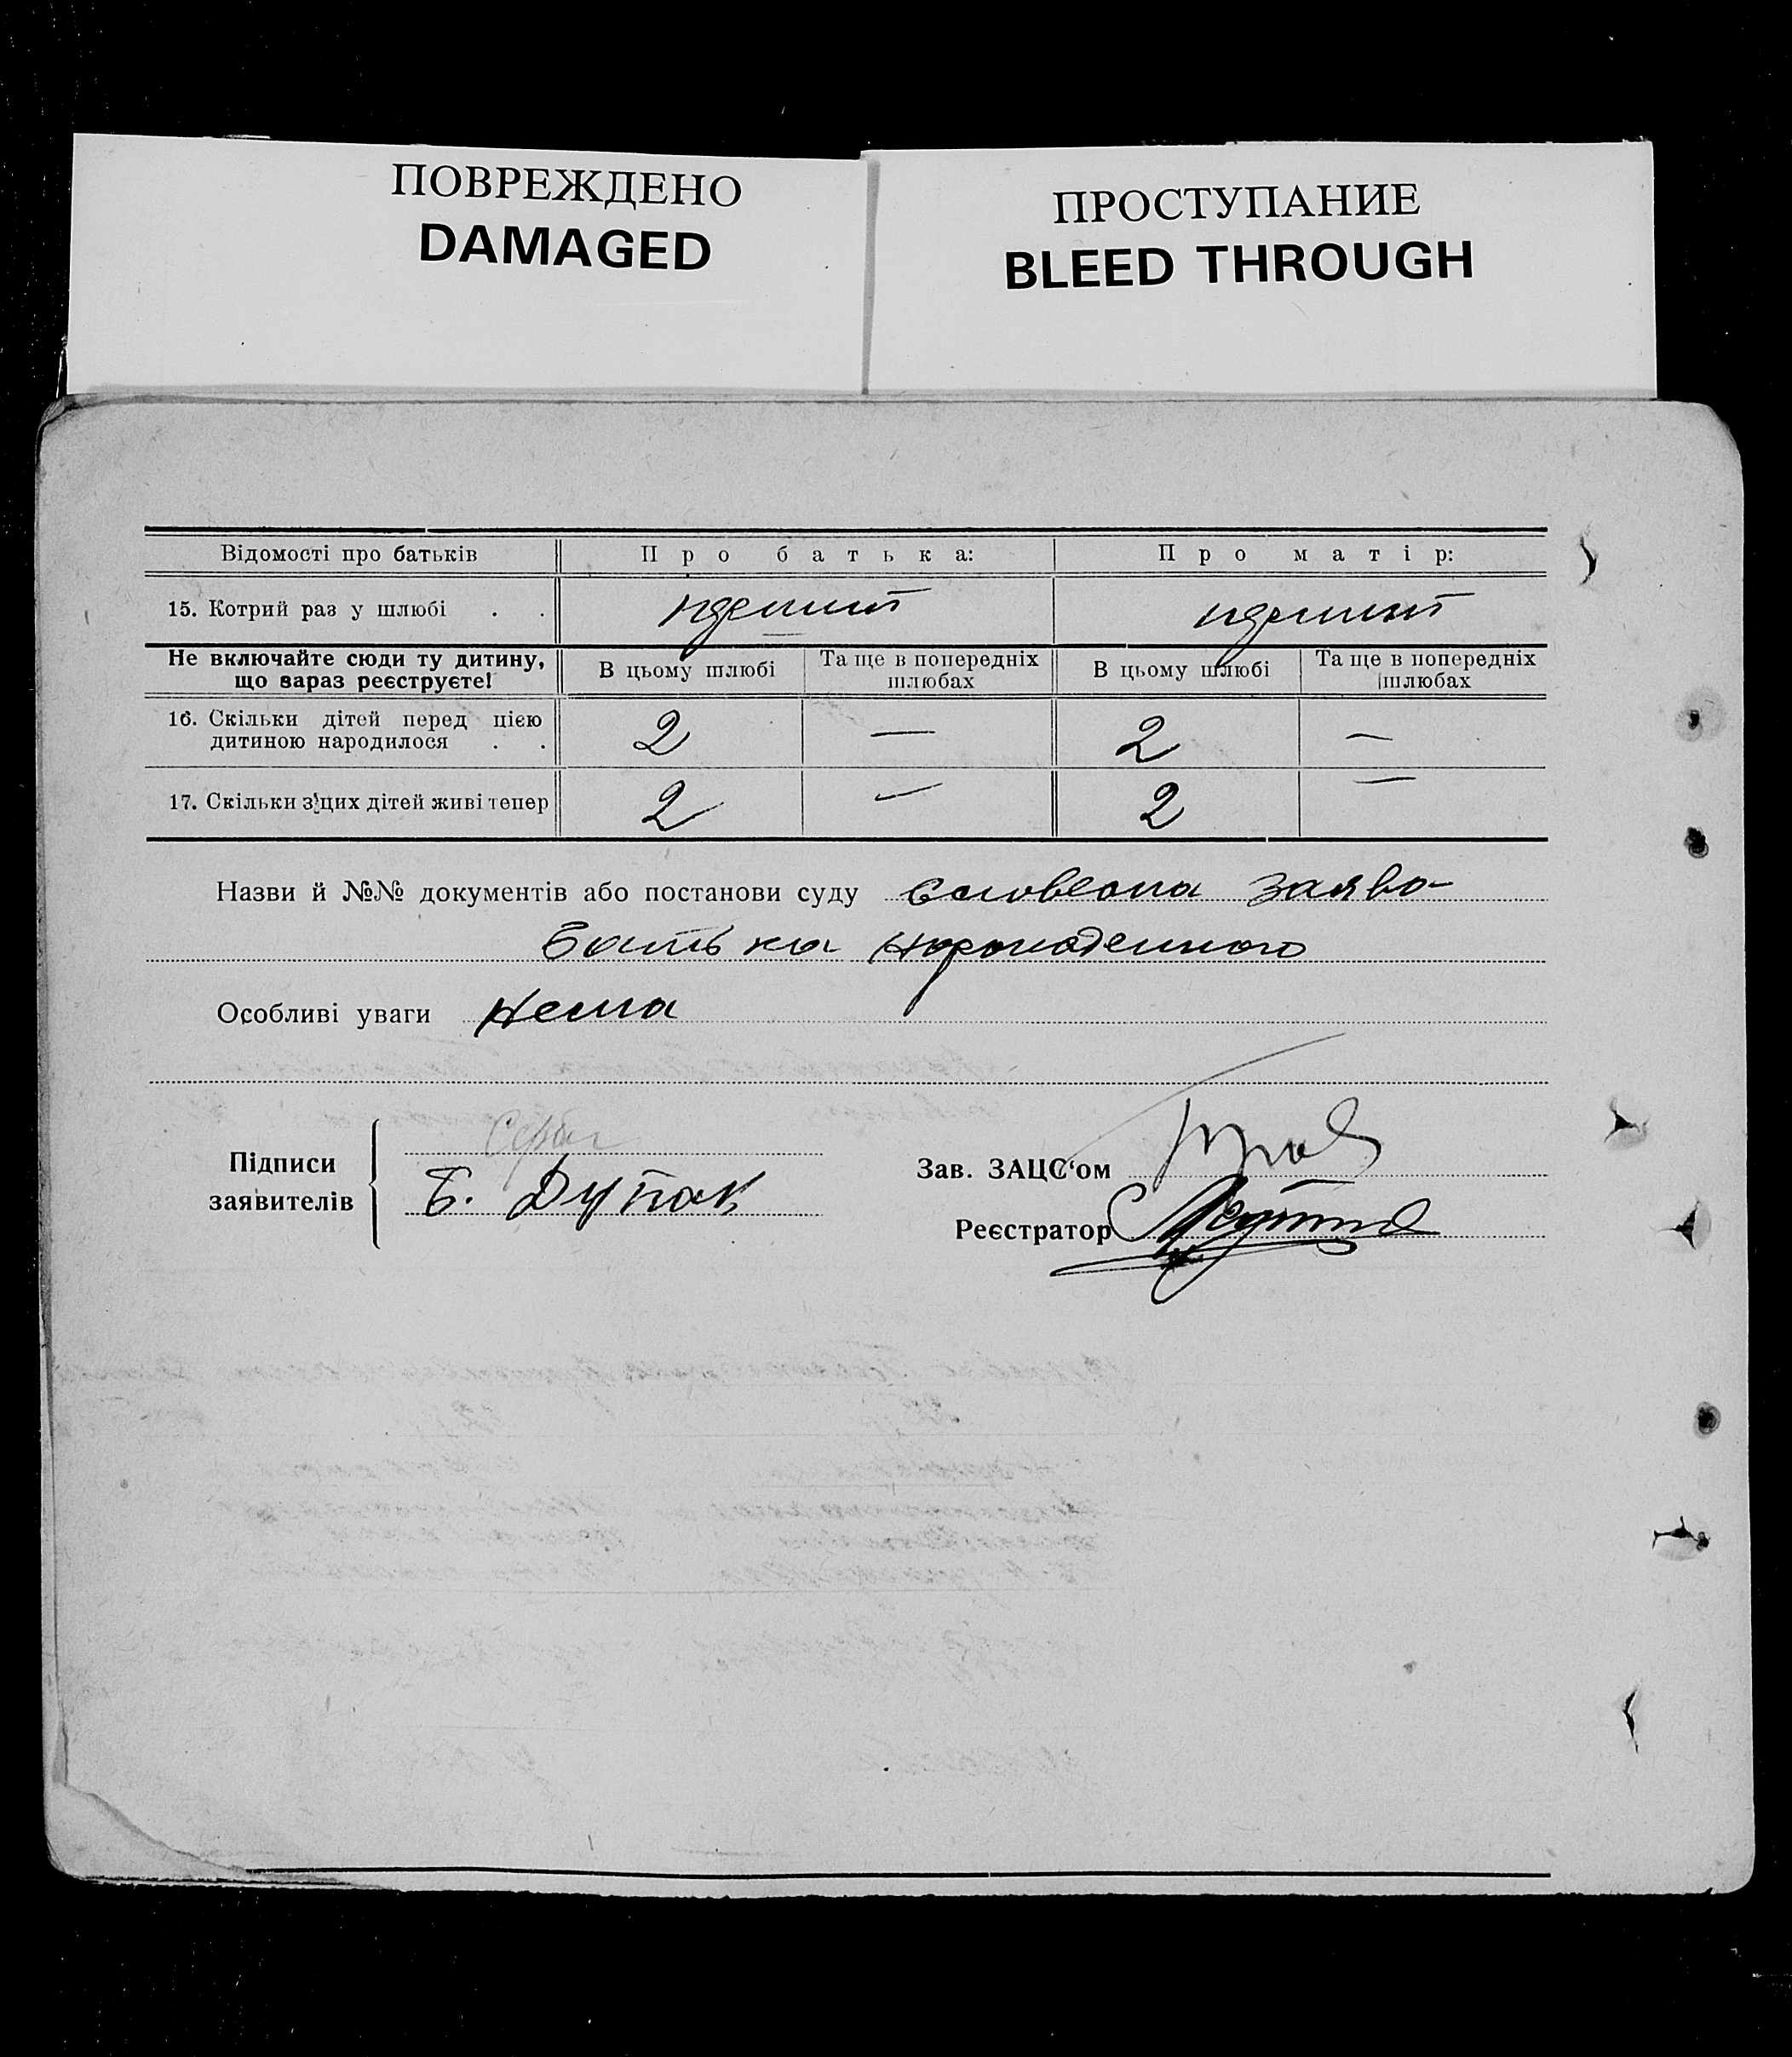 ПОВРЕЖДЕНО
DAMAGED
ПРОСТУПАНИЕ
BLEED THROUGH
Відомості про батьків
Про батька:
Про матір:
15. Котрий раз у шлюбі . .
перший
перший
Не включайте сюди ту дитину,
що зараз реєструєте!
В цьому шлюбі
Та ще в попередніх
шлюбах
В цьому шлюбі
Та ще в попередніх
шлюбах
16. Скільки дітей перед цією
дитиною народилося . .
2 — 2 —
17. Скільки з цих дітей живі тепер
2 — 2 —
Назви й №№ документів або постанови суду словесна заява
батька народженного
Особливі уваги Нема
Підписи
заявителів
Б. Дупак
Зав. ЗАЦС‘ом
Реєстратор